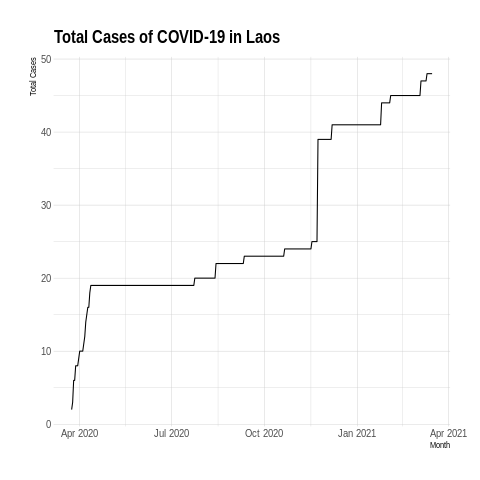 Total Cases of COVID-19 in Laos
Total Cases
50
40
30
20
10
0
Apr 2020
Jul 2020
Oct 2020
Jan 2021
Apr 2021
Month